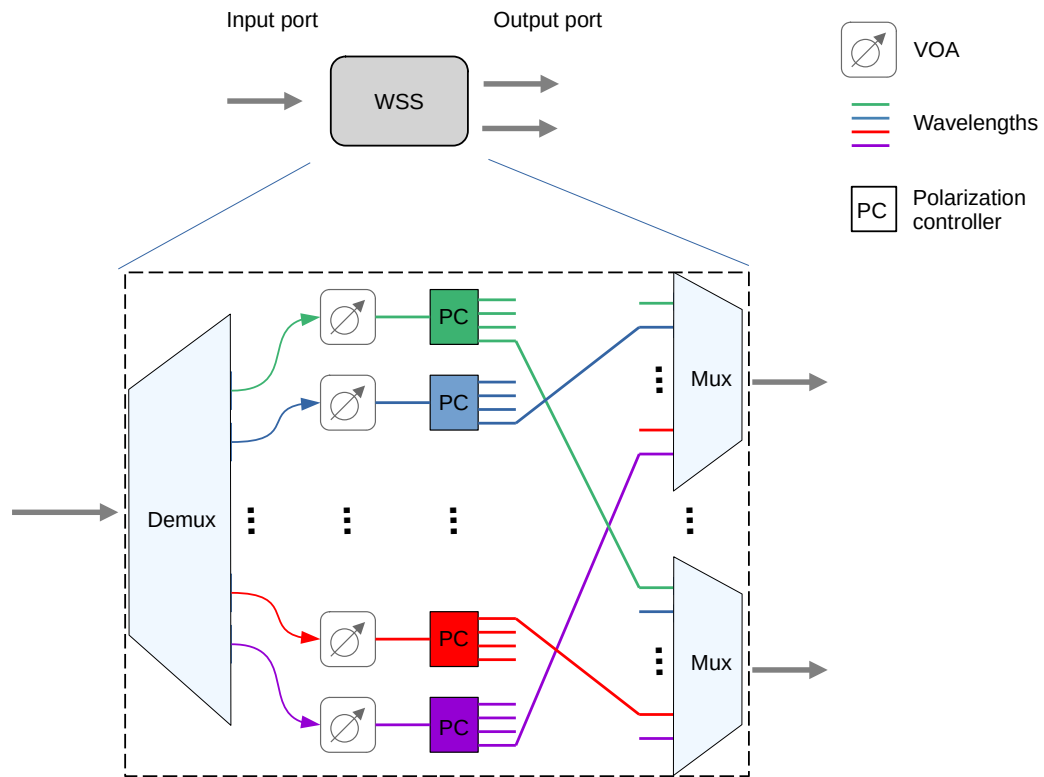 Input port
Output port
WSS
VOA
Wavelengths
PC
Polarization
controller
PC
PC
Mux
Demux
PC
PC
Mux